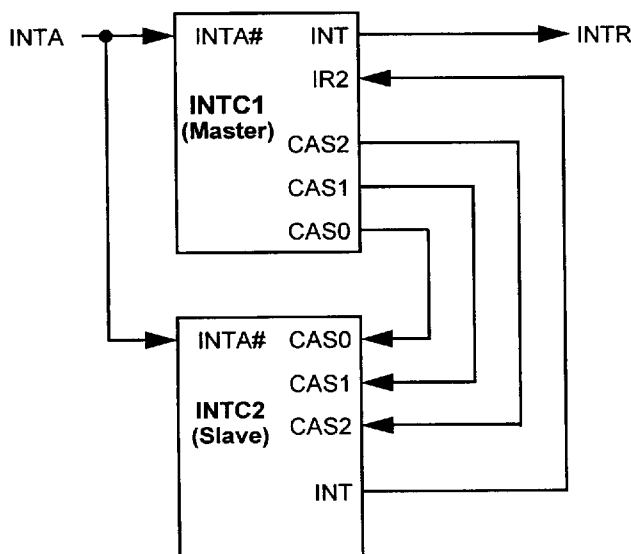 INTA INTA# INT INTR
IR2
INTC1
(Master)
CAS2
CAS1
CAS0
INTA# CAS0
CAS1
INTC2
(Slave)
CAS2
INT